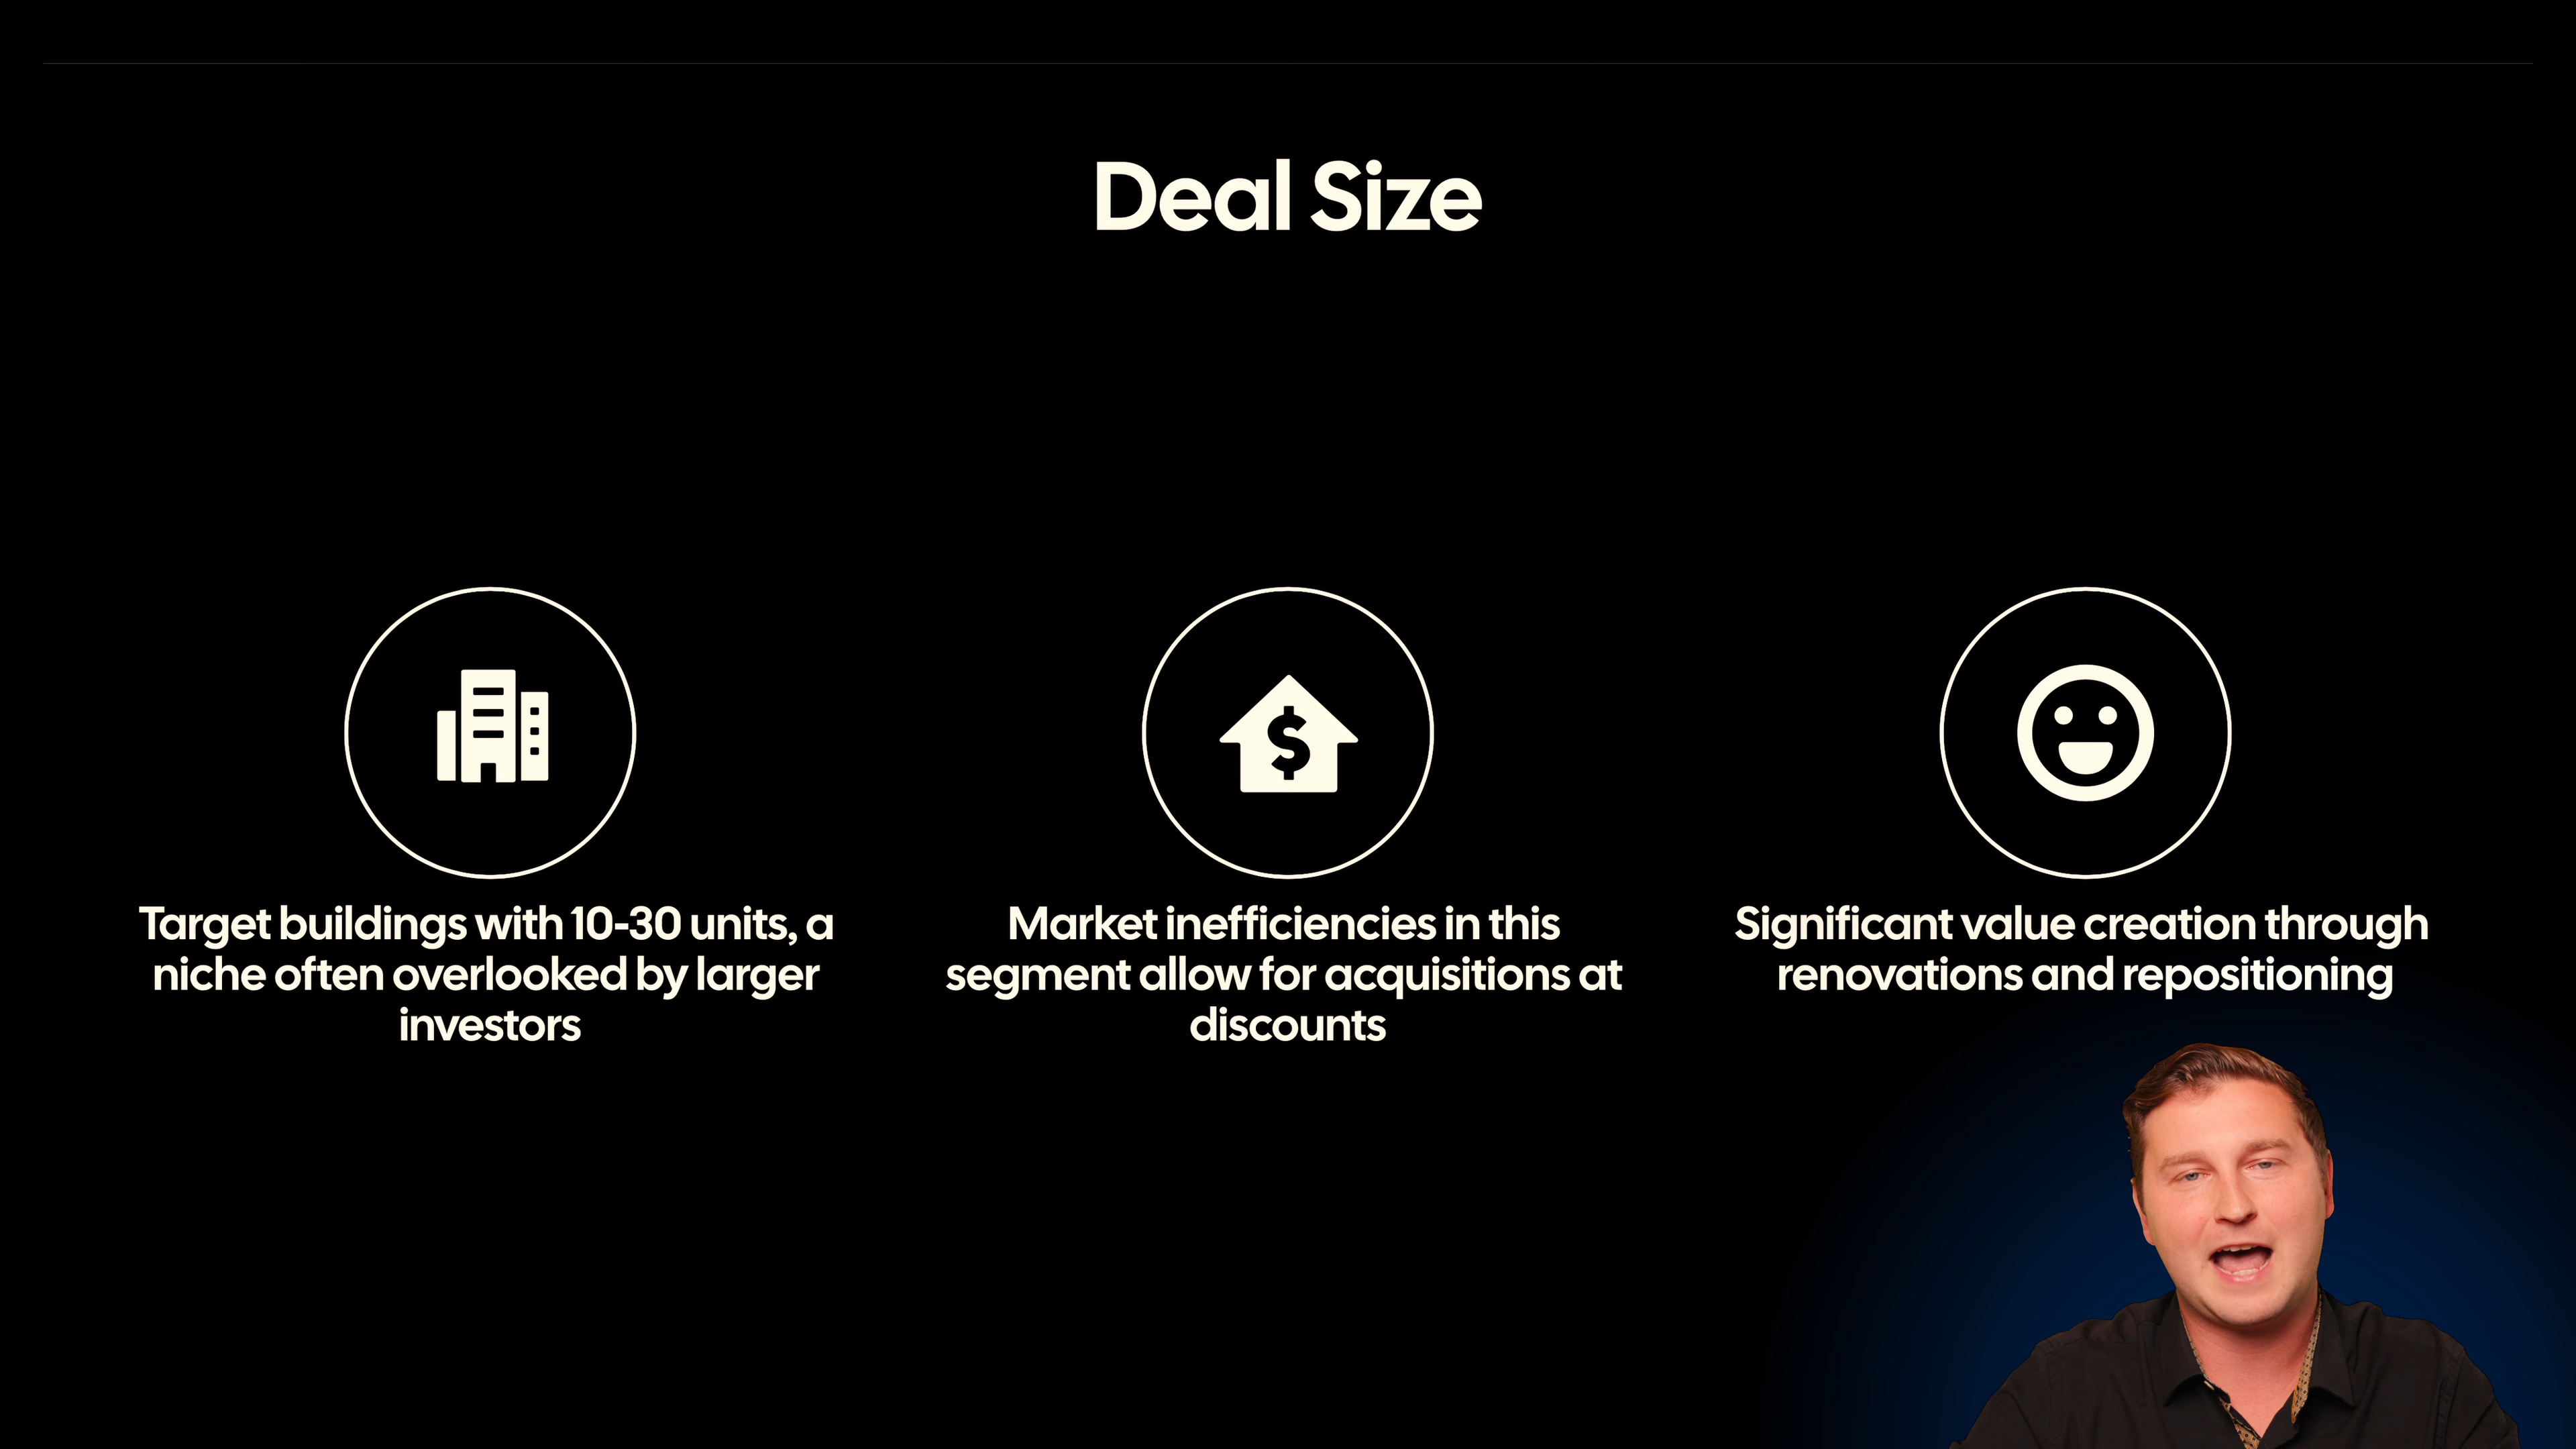 Deal Size
Target buildings with 10-30 units, a
niche often overlooked by larger
investors
Market inefficiencies in this
segment allow for acquisitions at
discounts
Significant value creation through
renovations and repositioning